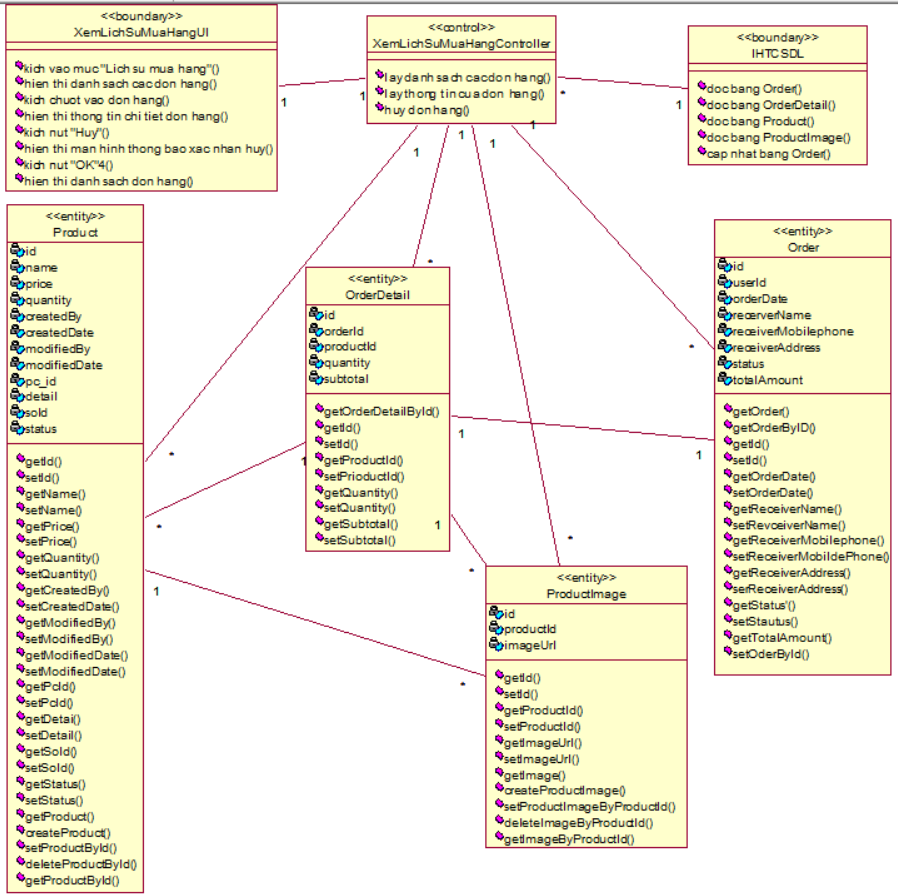 <<boundary>>
XemLichSuMuaHangUI
kich vao muc "Lich su mua hang"()
hien thi danh sach cac don hang()
kich chuot vao don hang()
hien thi thong tin chi tiet don hang()
kich nut "Huy"()
hien thi man hinh thong bao xac nhan huy()
kich nut "OK"4()
hien thi danh sach don hang()
<<control>>
XemLichSuMuaHangController
lay danh sach cac don hang()
lay thong tin cua don hang()
huy don hang()
<<boundary>>
IHTCSDL
doc bang Order()
doc bang OrderDetail()
doc bang Product()
doc bang ProductImage()
cap nhat bang Order()
1
1
*
1
1
1
1
1
<<entity>>
Product
id
name
price
quantity
createdBy
createdDate
modifiedBy
modifiedDate
pc_id
detail
sold
status
getId()
setId()
getName()
setName()
getPrice()
setPrice()
getQuantity()
setQuantity()
getCreatedBy()
setCreatedDate()
getModifiedBy()
setModifiedBy()
getModifiedDate()
setModifiedDate()
getPcId()
setPcId()
getDetai()
setDetail()
getSold()
setSold()
getStatus()
setStatus()
getProduct()
createProduct()
setProductById()
deleteProductById()
getProductById()
*
*
1
*
<<entity>>
OrderDetail
id
orderId
productId
quantity
subtotal
getOrderDetailById()
getId()
setId()
getProductId()
setPrioductId()
getQuantity()
setQuantity()
getSubtotal()
setSubtotal()
1
1
1
*
*
*
<<entity>>
ProductImage
id
productId
imageUrl
getId()
setId()
getProductId()
setProductId()
getImageUrl()
setImageUrl()
getImage()
createProductImage()
setProductImageByProductId()
deleteImageByProductId()
getImageByProductId()
*
1
<<entity>>
Order
id
userId
orderDate
recerverName
receiverMobilephone
receiverAddress
status
totalAmount
getOrder()
getOrderByID()
getId()
setId()
getOrderDate()
setOrderDate()
getReceiverName()
setRevceiverName()
getReceiverMobilephone()
setReceiverMobildePhone()
getReceiverAddress()
serReceiverAddress()
getStatus'()
setStautus()
getTotalAmount()
setOderById()